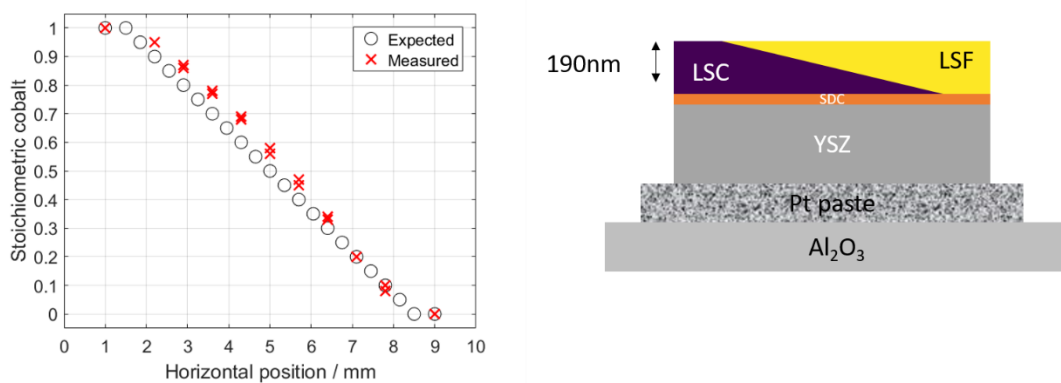 1
0.9
0.8
0.7
0.6
0.5
0.4
0.3
0.2
0.1
0
Stoichiometric cobalt
Expected
Measured
0 1 2 3 4 5 6 7 8 9 10
Horizontal position / mm
190nm
LSC
LSF
SDC
YSZ
Pt paste
Al₂O₃